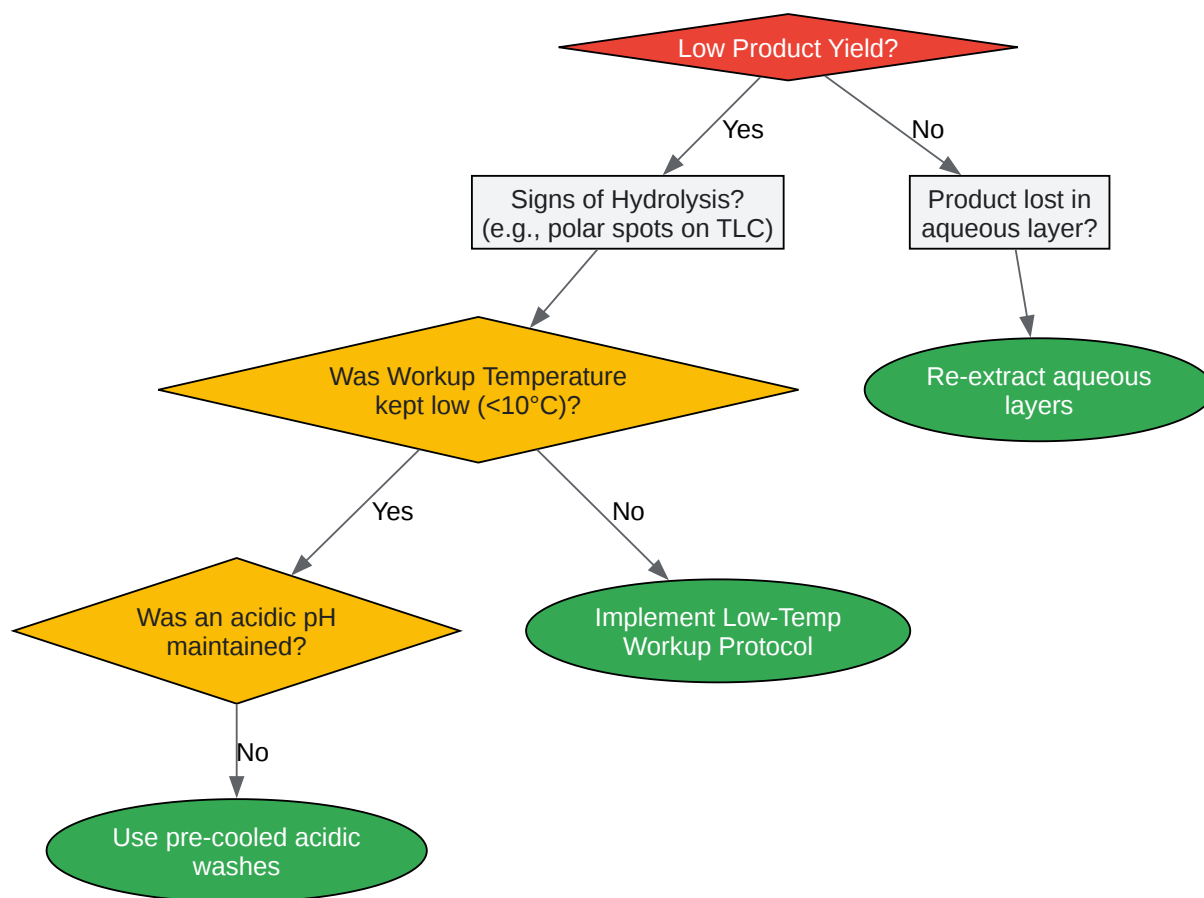 Low Product Yield?
Yes
No
Signs of Hydrolysis?
(e.g., polar spots on TLC)
Product lost in
aqueous layer?
Was Workup Temperature
kept low (<10°C)?
Re-extract aqueous
layers
Yes
No
Was an acidic pH
maintained?
Implement Low-Temp
Workup Protocol
No
Use pre-cooled acidic
washes